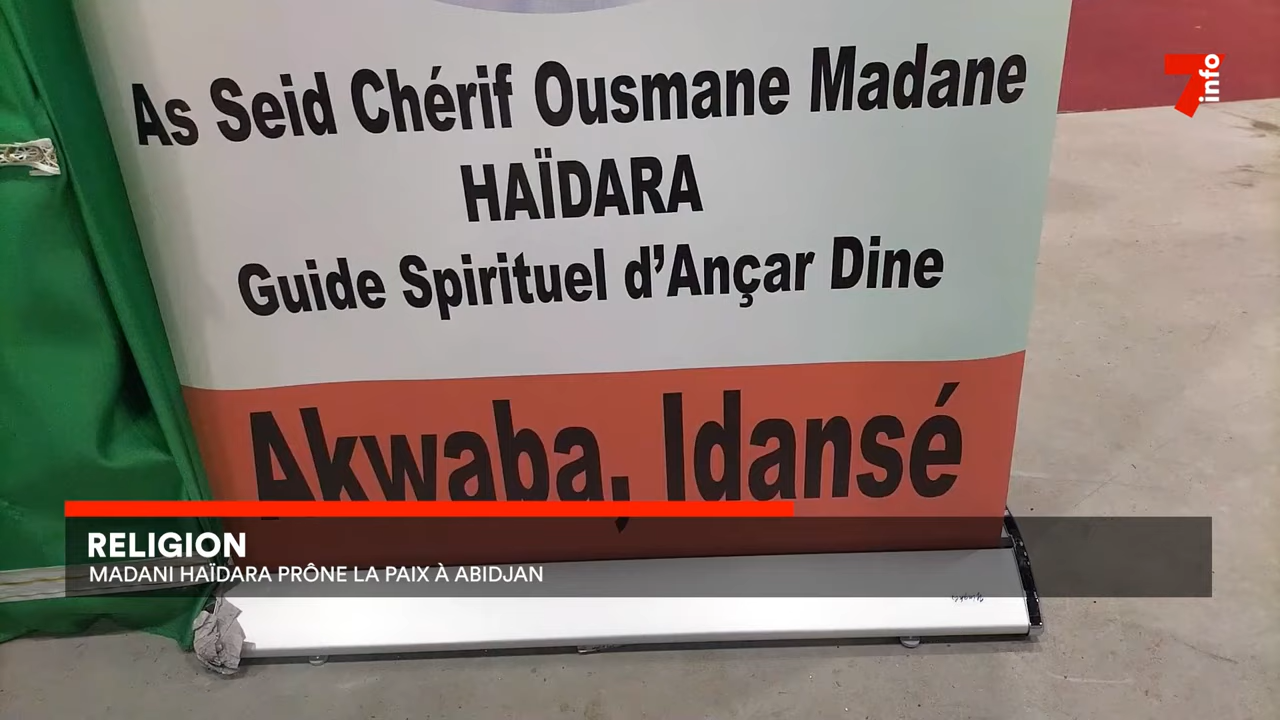 As Seid Chérif Ousmane Madane
HAÏDARA
Guide Spirituel d'Ançar Dine
Akwaba, Idansé
7info
RELIGION
MADANI HAÏDARA PRÔNE LA PAIX À ABIDJAN